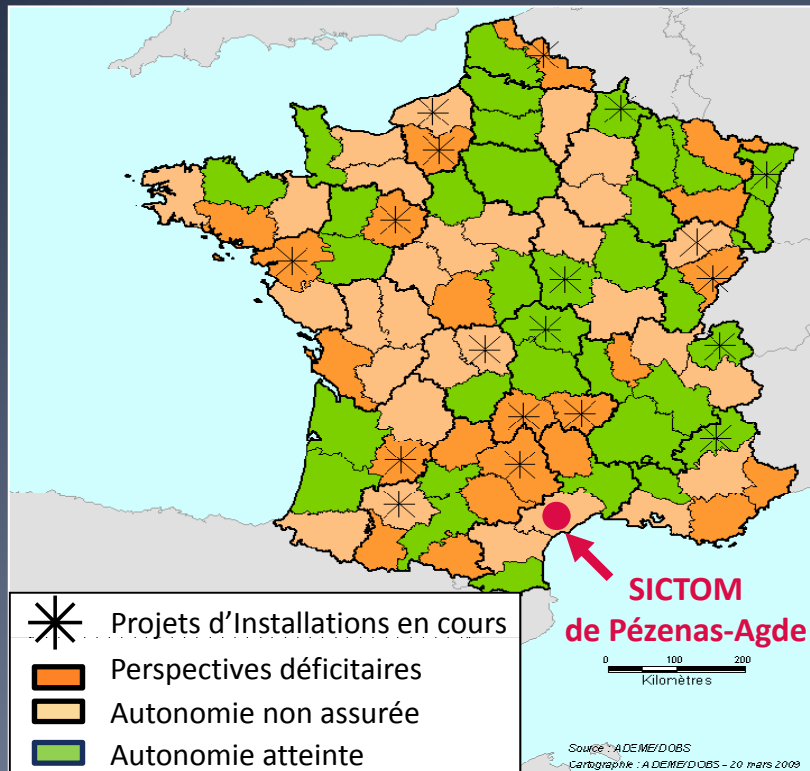 SICTOM
de Pézenas-Agde
0 100 200
Kilomètres
Projets d'Installations en cours
Perspectives déficitaires
Autonomie non assurée
Autonomie atteinte
Source : ADEME/DOBS
Cartographie : ADEME/DOBS - 20 mars 2009